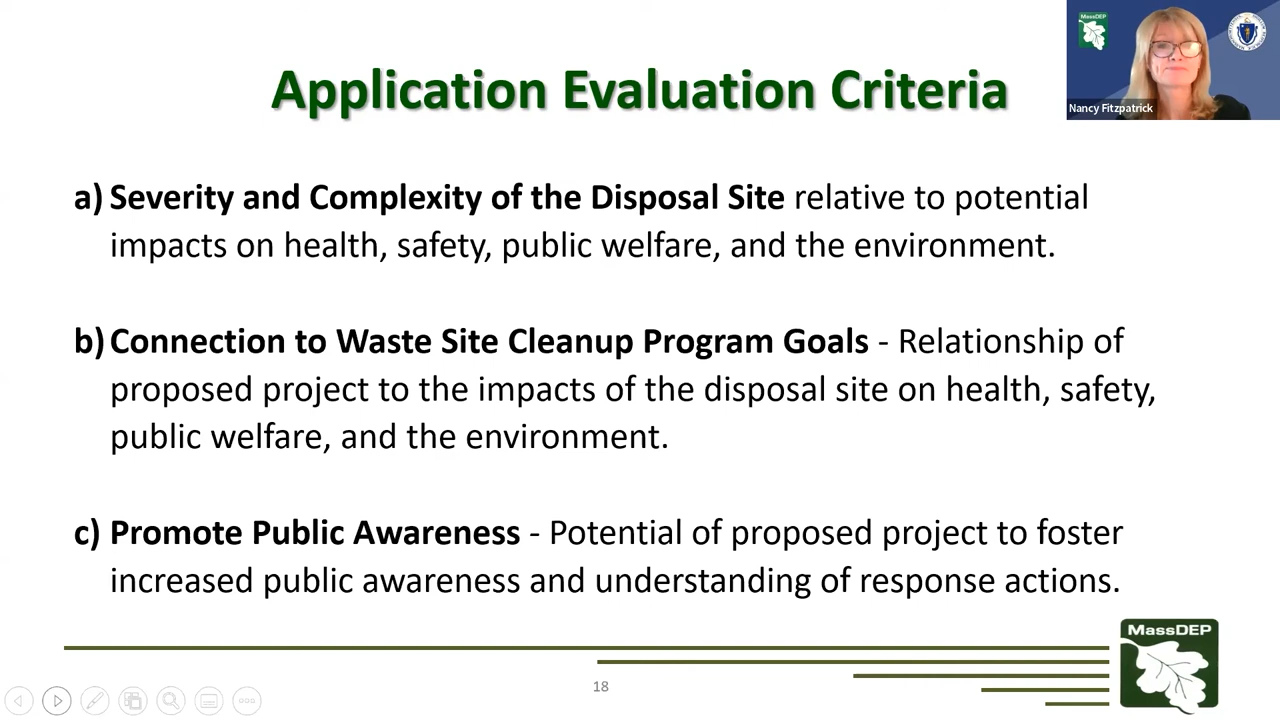 MassDEP
Nancy Fitzpatrick
Application Evaluation Criteria
a) Severity and Complexity of the Disposal Site relative to potential
impacts on health, safety, public welfare, and the environment.
b) Connection to Waste Site Cleanup Program Goals - Relationship of
proposed project to the impacts of the disposal site on health, safety,
public welfare, and the environment.
c) Promote Public Awareness - Potential of proposed project to foster
increased public awareness and understanding of response actions.
MassDEP
18